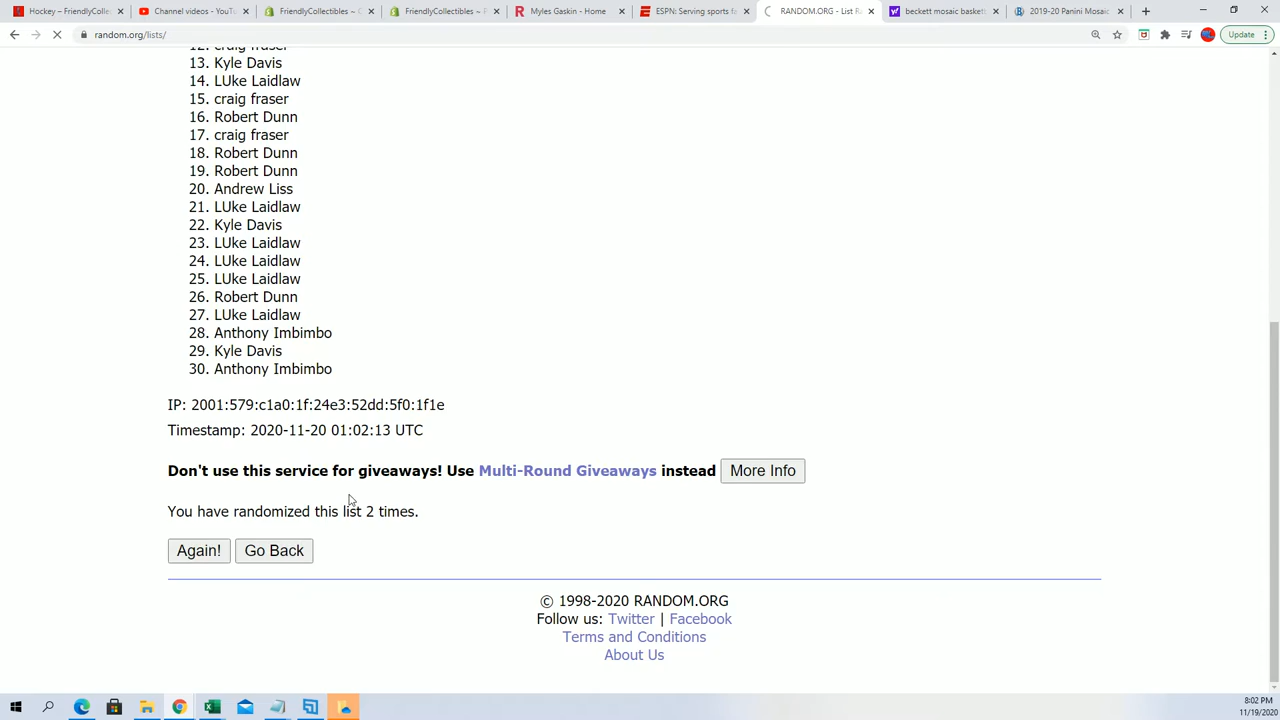 Hockey – FriendlyCollec
Channel videos - YouTu
FriendlyCollectibles ~ C
FriendlyCollectibles ~ P
Myles Gaskin - Home
ESPN: Serving sports fa
RANDOM.ORG - List Ra
beckett mosaic basketb
2019-20 Panini Mosaic
random.org/lists/
Update
12. craig fraser
13. Kyle Davis
14. LUke Laidlaw
15. craig fraser
16. Robert Dunn
17. craig fraser
18. Robert Dunn
19. Robert Dunn
20. Andrew Liss
21. LUke Laidlaw
22. Kyle Davis
23. LUke Laidlaw
24. LUke Laidlaw
25. LUke Laidlaw
26. Robert Dunn
27. LUke Laidlaw
28. Anthony Imbimbo
29. Kyle Davis
30. Anthony Imbimbo
IP: 2001:579:c1a0:1f:24e3:52dd:5f0:1f1e
Timestamp: 2020-11-20 01:02:13 UTC
Don't use this service for giveaways! Use Multi-Round Giveaways instead More Info
You have randomized this list 2 times.
Again! Go Back
© 1998-2020 RANDOM.ORG
Follow us: Twitter | Facebook
Terms and Conditions
About Us
8:02 PM
11/19/2020